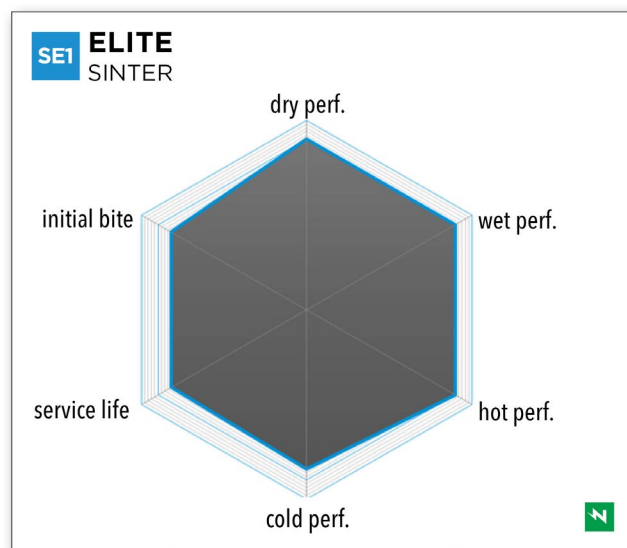 SE1 ELITE
SINTER
dry perf.
initial bite
wet perf.
service life
hot perf.
cold perf.